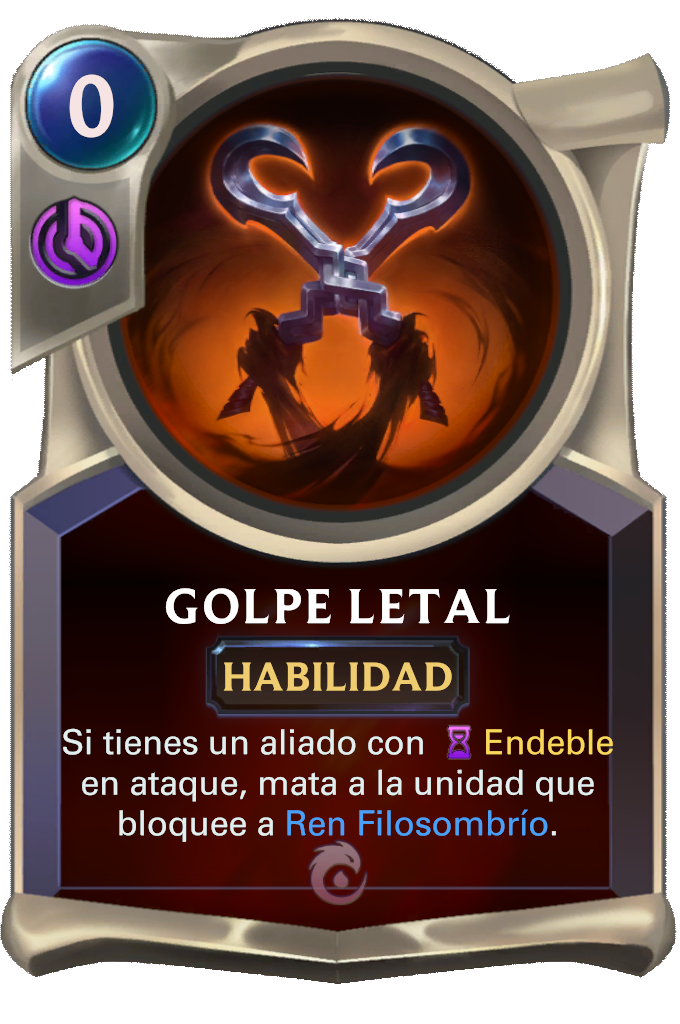 0
GOLPE LETAL
HABILIDAD
Si tienes un aliado con Endeble
en ataque, mata a la unidad que
bloquee a Ren Filosombrío.